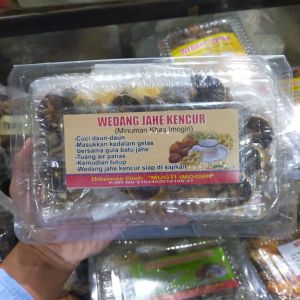 WEDANG JAHE KENCUR
(Minuman Khas Imogiri)
-Cuci daun-daun
-Masukkan kedalam gelas
bersama gula batu jahe
-Tuang air panas
-Kemudian tutup
-Wedang jahe kencur siap di sajikan
Dikemas Oleh: "MUGTI IMOGIRI"